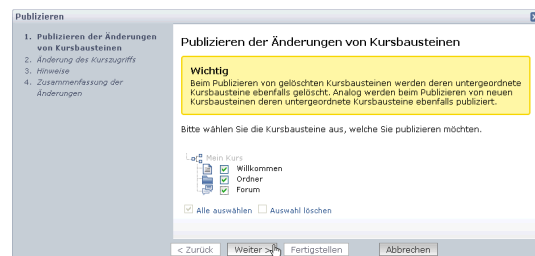 Publizieren
1. Publizieren der Änderungen
von Kursbausteinen
2. Änderung des Kurszugriffs
3. Hinweise
4. Zusammenfassung der
Änderungen
Publizieren der Änderungen von Kursbausteinen
Wichtig
Beim Publizieren von gelöschten Kursbausteinen werden deren untergeordnete
Kursbausteine ebenfalls gelöscht. Analog werden beim Publizieren von neuen
Kursbausteinen deren untergeordnete Kursbausteine ebenfalls publiziert.
Bitte wählen Sie die Kursbausteine aus, welche Sie publizieren möchten.
Mein Kurs
Willkommen
Ordner
Forum
Alle auswählen Auswahl löschen
< Zurück Weiter > Fertigstellen Abbrechen